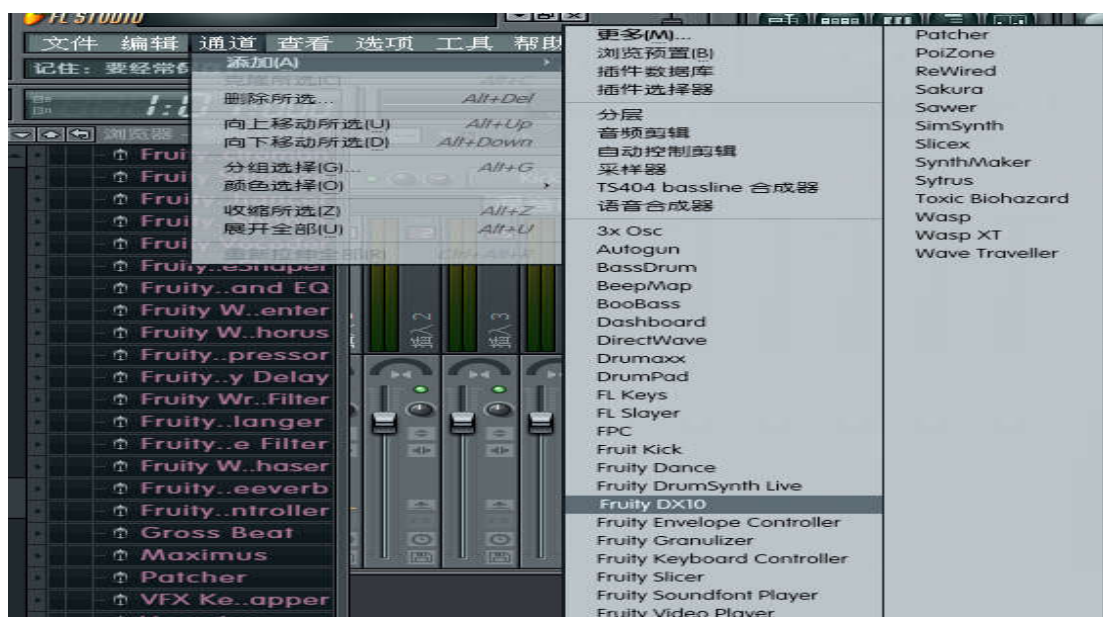 FL STUDIO
文件 编辑 通道 查看 选项 工具
记住：要经常
浏览器
添加(A)
克隆所选(C) Alt+C
删除所选... Alt+Del
向上移动所选(U) Alt+Up
向下移动所选(D) Alt+Down
分组选择(G)... Alt+G
颜色选择(O)
收缩所选(Z) Alt+Z
展开全部(U) Alt+U
Fruity..eShaper
Fruity..and EQ
Fruity W..enter
Fruity W..horus
Fruity..pressor
Fruity..y Delay
Fruity Wr..Filter
Fruity..langer
Fruity..e Filter
Fruity W..haser
Fruity..eeverb
Fruity..ntroller
Gross Beat
Maximus
Patcher
VFX Ke..apper
插入 2
插入 3
更多(M)...
浏览预置(B)
插件数据库
插件选择器
分层
音频剪辑
自动控制剪辑
采样器
TS404 bassline 合成器
语音合成器
3x Osc
Autogun
BassDrum
BeepMap
BooBass
Dashboard
DirectWave
Drumaxx
DrumPad
FL Keys
FL Slayer
FPC
Fruit Kick
Fruity Dance
Fruity DrumSynth Live
Fruity DX10
Fruity Envelope Controller
Fruity Granulizer
Fruity Keyboard Controller
Fruity Slicer
Fruity Soundfont Player
Fruity Video Player
Patcher
PoiZone
ReWired
Sakura
Sawer
SimSynth
Slicex
SynthMaker
Sytrus
Toxic Biohazard
Wasp
Wasp XT
Wave Traveller